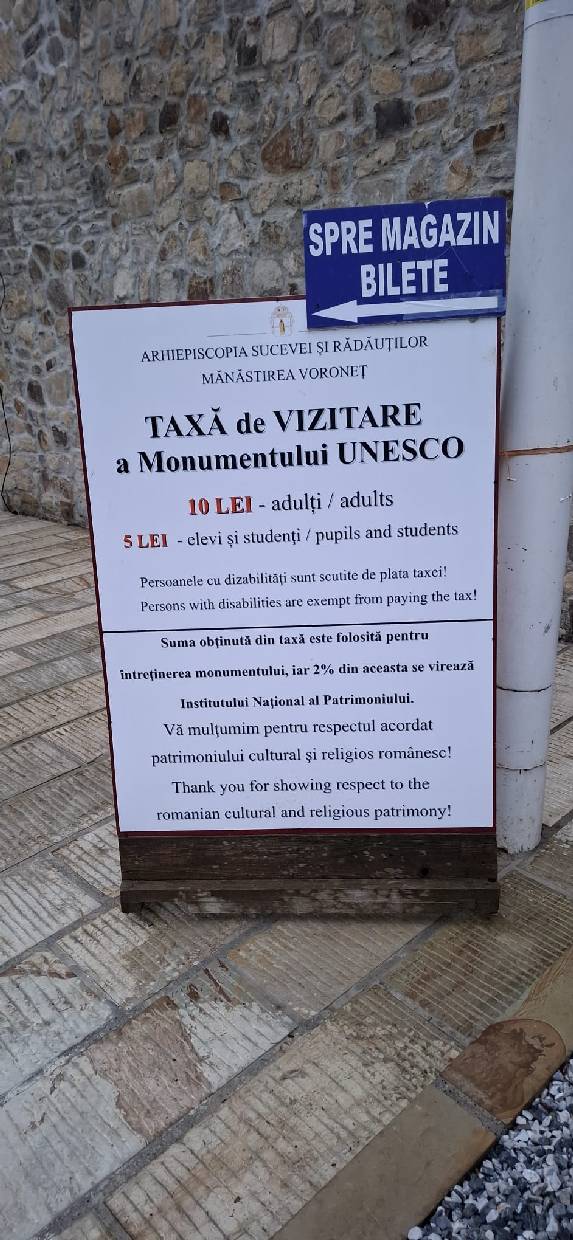 SPRE MAGAZIN
BILETE
ARHIEPISCOPIA SUCEVEI ȘI RĂDĂUȚILOR
MĂNĂSTIREA VORONEȚ
TAXĂ de VIZITARE
a Monumentului UNESCO
10 LEI - adulți / adults
5 LEI - elevi și studenți / pupils and students
Persoanele cu dizabilități sunt scutite de plata taxei!
Persons with disabilities are exempt from paying the tax!
Suma obținută din taxă este folosită pentru
întreținerea monumentului, iar 2% din aceasta se virează
Institutului Național al Patrimoniului.
Vă mulțumim pentru respectul acordat
patrimoniului cultural și religios românesc!
Thank you for showing respect to the
romanian cultural and religious patrimony!